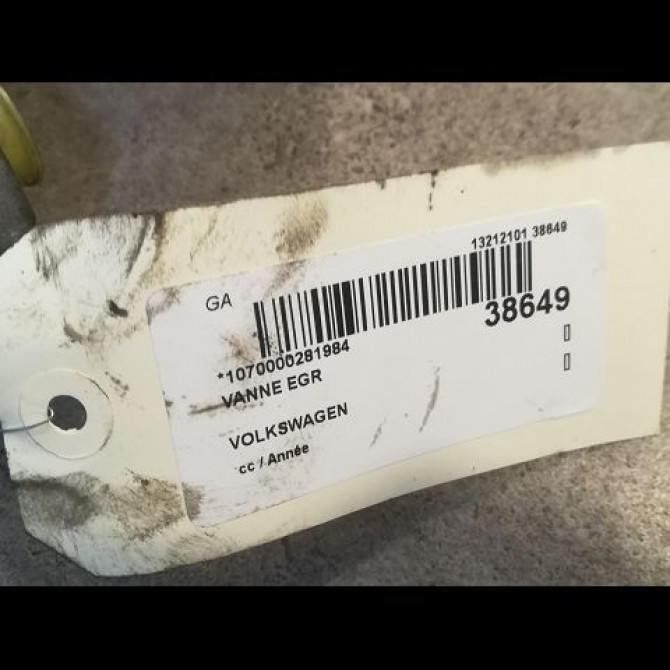 13212101 38649
GA
38649
*1070000281984
VANNE EGR
VOLKSWAGEN
cc / Année